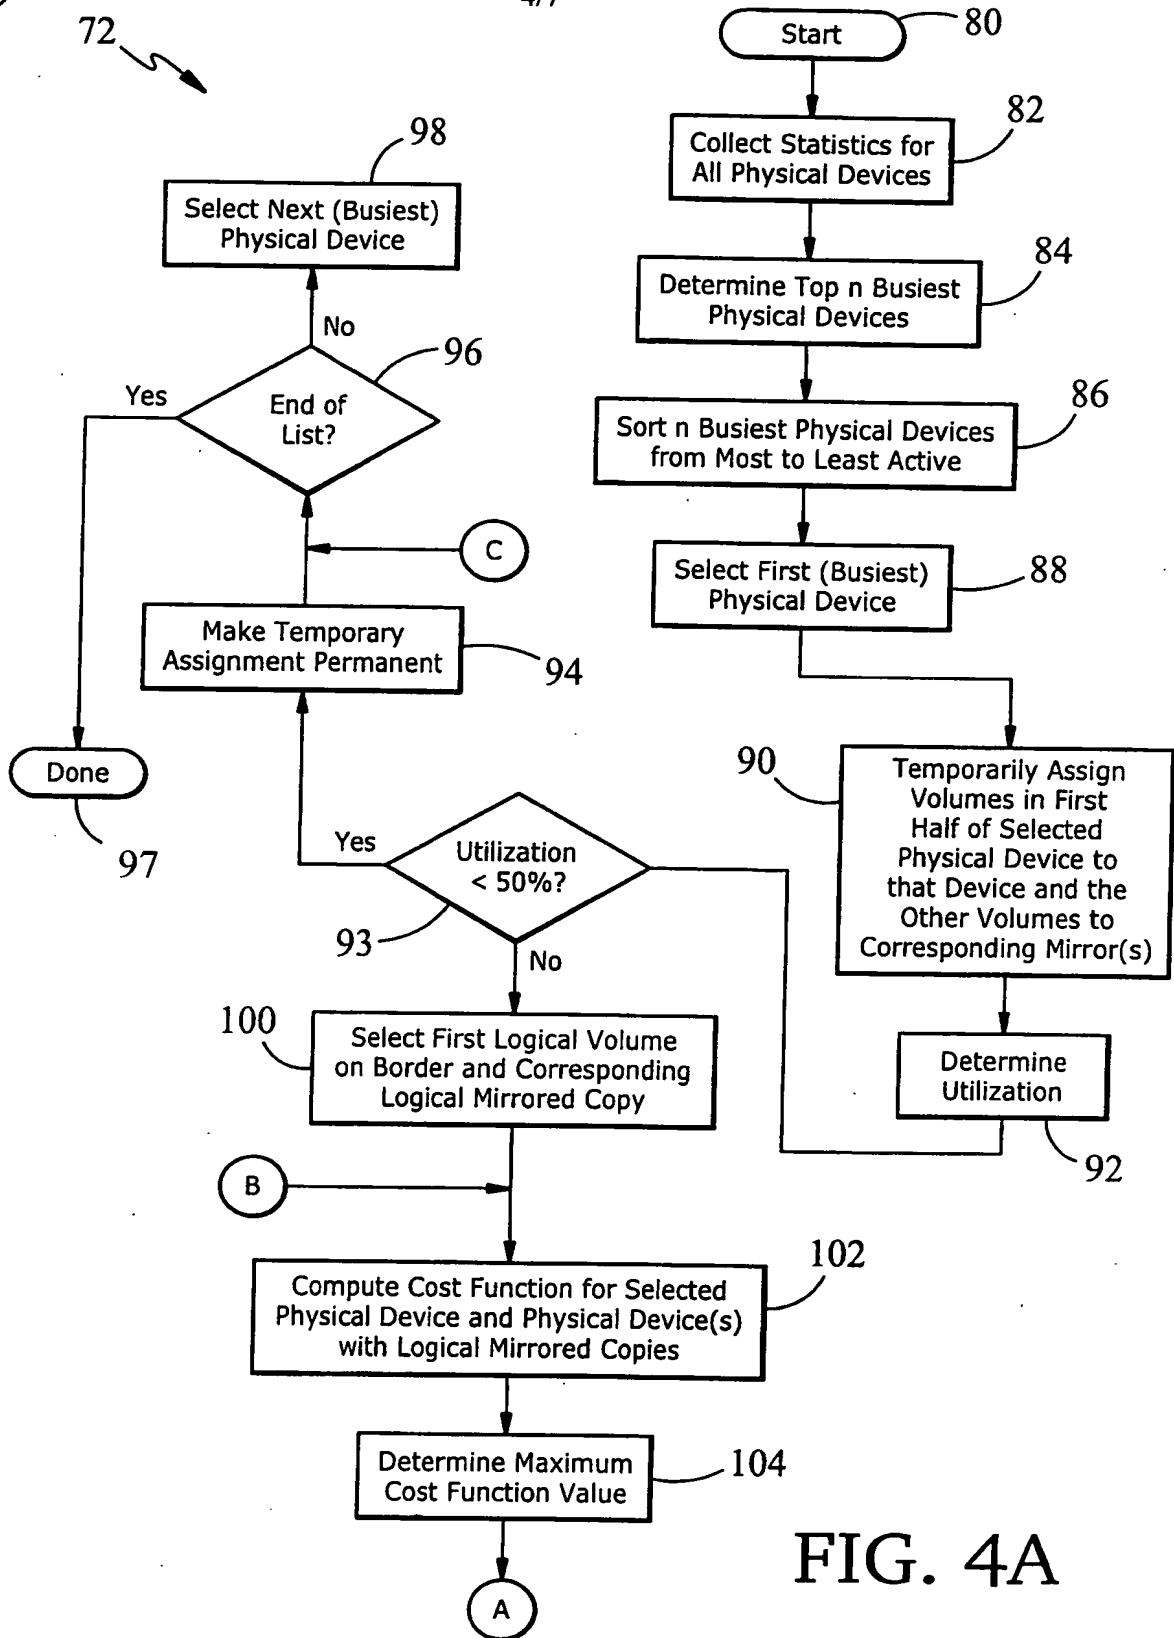 72
Start
80
Collect Statistics for
All Physical Devices
82
98
Select Next (Busiest)
Physical Device
Determine Top n Busiest
Physical Devices
84
No
96
End of
List?
Yes
Sort n Busiest Physical Devices
from Most to Least Active
86
C
Select First (Busiest)
Physical Device
88
Make Temporary
Assignment Permanent
94
Done
97
90
Temporarily Assign
Volumes in First
Half of Selected
Physical Device to
that Device and the
Other Volumes to
Corresponding Mirror(s)
Yes
Utilization
< 50%?
93
No
Determine
Utilization
92
100
Select First Logical Volume
on Border and Corresponding
Logical Mirrored Copy
B
102
Compute Cost Function for Selected
Physical Device and Physical Device(s)
with Logical Mirrored Copies
Determine Maximum
Cost Function Value
104
A
FIG. 4A